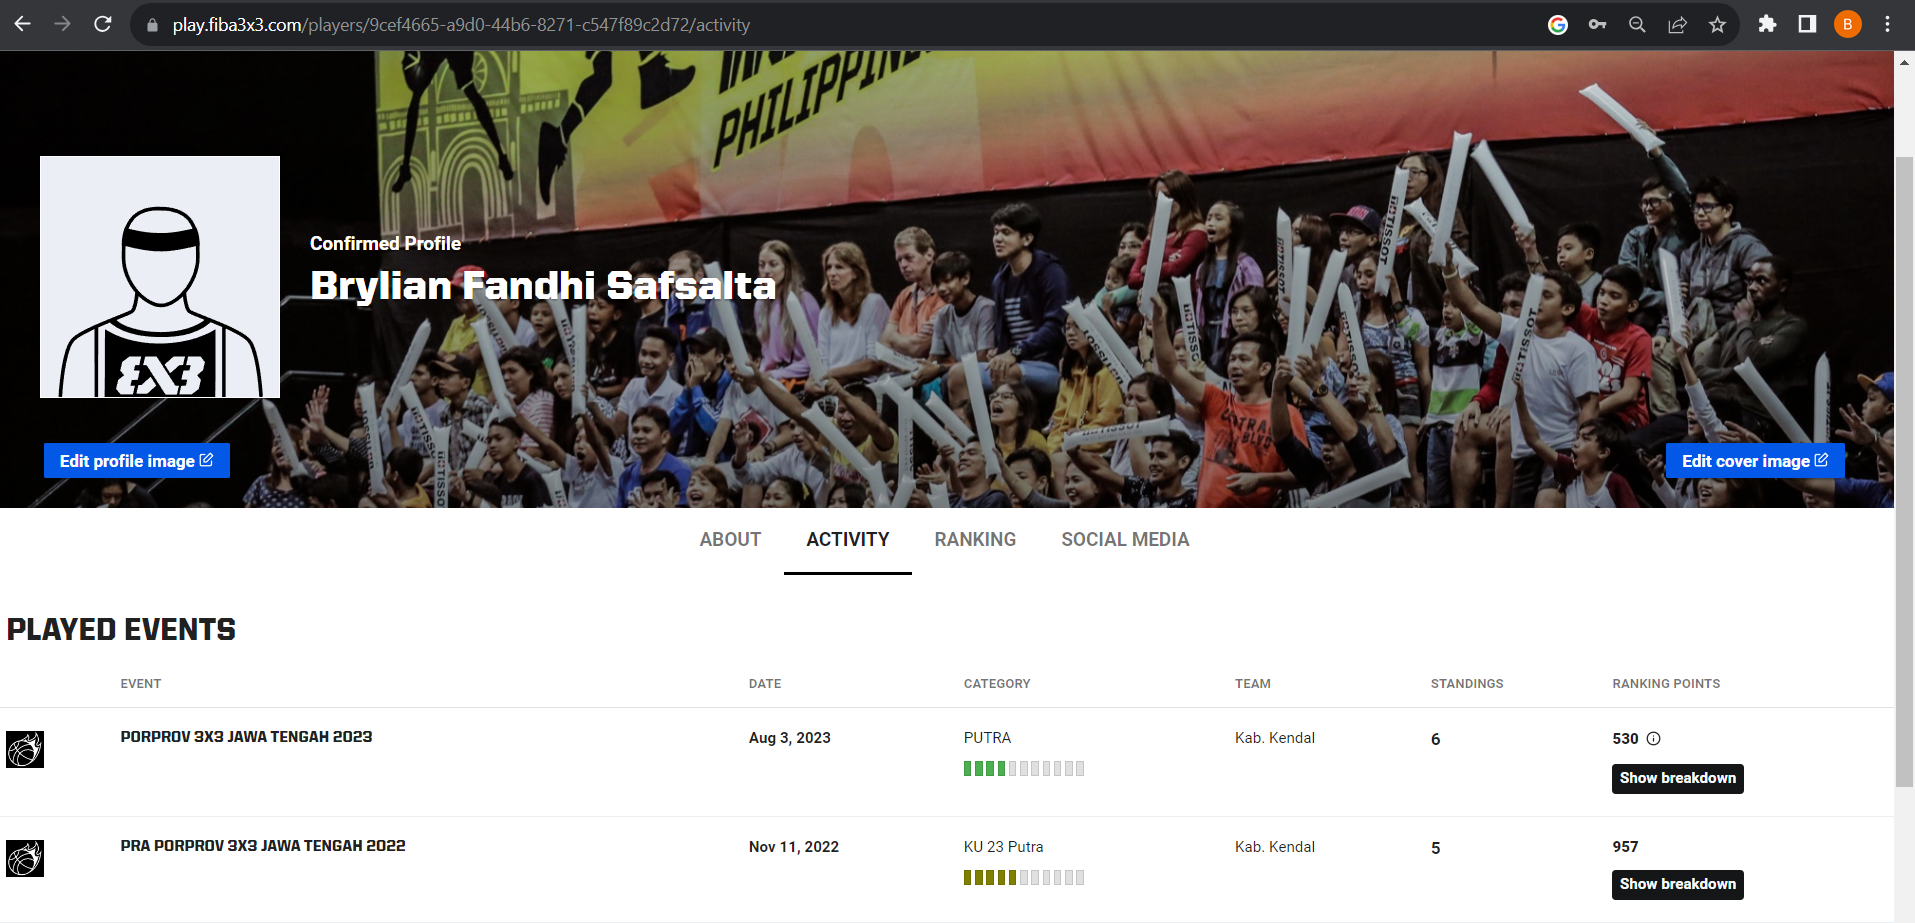 play.fiba3x3.com/players/9cef4665-a9d0-44b6-8271-c547f89c2d72/activity
B
PHILIPPIN
TISSOT
3X3
Confirmed Profile
Brylian Fandhi Safsalta
Edit profile image
Edit cover image
ABOUT ACTIVITY RANKING SOCIAL MEDIA
PLAYED EVENTS
EVENT DATE CATEGORY TEAM STANDINGS RANKING POINTS
PORPROV 3X3 JAWA TENGAH 2023 Aug 3, 2023 PUTRA Kab. Kendal 6 530
Show breakdown
PRA PORPROV 3X3 JAWA TENGAH 2022 Nov 11, 2022 KU 23 Putra Kab. Kendal 5 957
Show breakdown